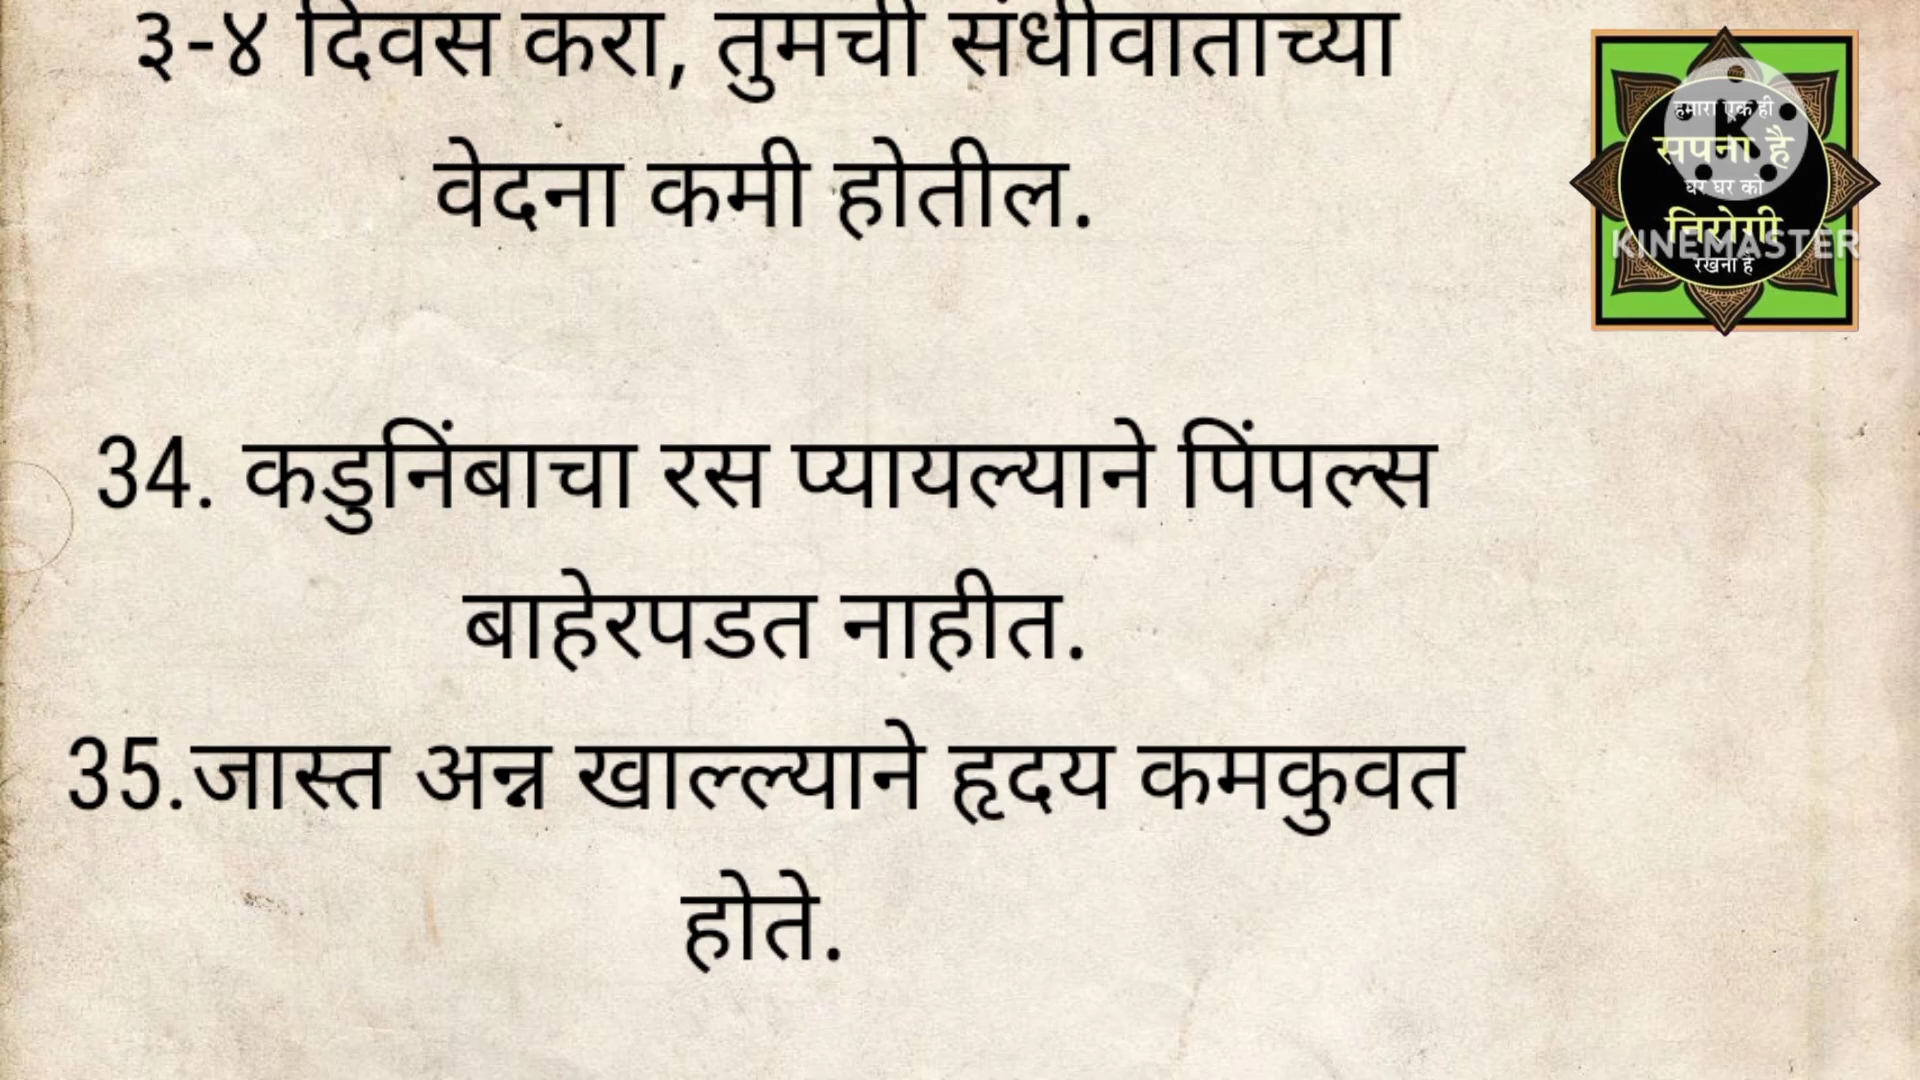 ३-४ दिवस करा, तुमची संधीवाताच्या
वेदना कमी होतील.
34. कडुनिंबाचा रस प्यायल्याने पिंपल्स
बाहेरपडत नाहीत.
35.जास्त अन्न खाल्ल्याने हृदय कमकुवत
होते.
हमारा एक ही
सपना है
घर घर को
निरोगी
KINEMASTER
रखना है